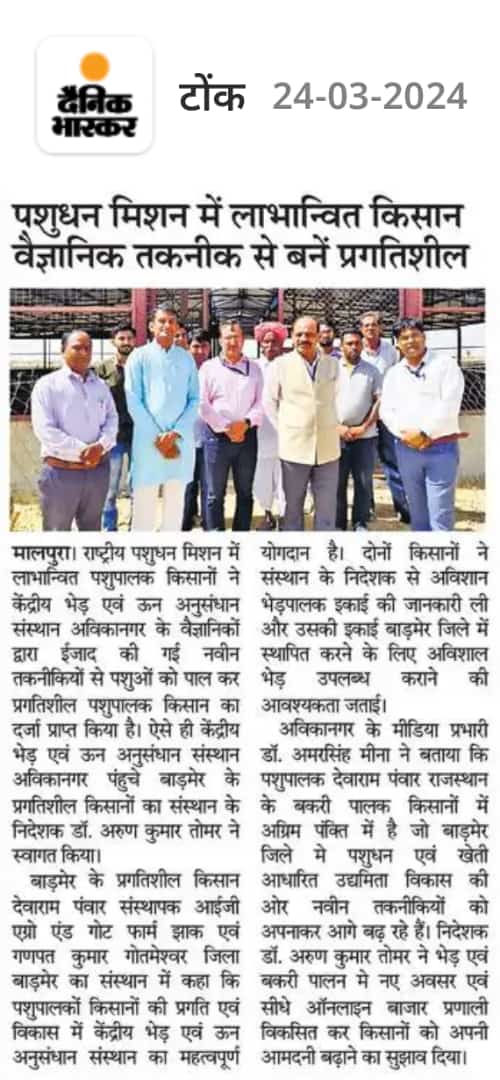 दैनिक
भास्कर
टोंक 24-03-2024
पशुधन मिशन में लाभान्वित किसान
वैज्ञानिक तकनीक से बनें प्रगतिशील
मालपुरा। राष्ट्रीय पशुधन मिशन में
लाभान्वित पशुपालक किसानों ने
केंद्रीय भेड़ एवं ऊन अनुसंधान
संस्थान अविकानगर के वैज्ञानिकों
द्वारा ईजाद की गई नवीन
तकनीकियों से पशुओं को पाल कर
प्रगतिशील पशुपालक किसान का
दर्जा प्राप्त किया है। ऐसे ही केंद्रीय
भेड़ एवं ऊन अनुसंधान संस्थान
अविकानगर पंहुचे बाड़मेर के
प्रगतिशील किसानों का संस्थान के
निदेशक डॉ. अरुण कुमार तोमर ने
स्वागत किया।
बाड़मेर के प्रगतिशील किसान
देवाराम पंवार संस्थापक आईजी
एग्रो एंड गोट फार्म झाक एवं
गणपत कुमार गोतमेश्वर जिला
बाड़मेर का संस्थान में कहा कि
पशुपालकों किसानों की प्रगति एवं
विकास में केंद्रीय भेड़ एवं ऊन
अनुसंधान संस्थान का महत्वपूर्ण
योगदान है। दोनों किसानों ने
संस्थान के निदेशक से अविशान
भेड़पालक इकाई की जानकारी ली
और उसकी इकाई बाड़मेर जिले में
स्थापित करने के लिए अविशाल
भेड़ उपलब्ध कराने की
आवश्यकता जताई।
अविकानगर के मीडिया प्रभारी
डॉ. अमरसिंह मीना ने बताया कि
पशुपालक देवाराम पंवार राजस्थान
के बकरी पालक किसानों में
अग्रिम पंक्ति में है जो बाड़मेर
जिले मे पशुधन एवं खेती
आधारित उद्यमिता विकास की
ओर नवीन तकनीकियों को
अपनाकर आगे बढ़ रहे हैं। निदेशक
डॉ. अरुण कुमार तोमर ने भेड़ एवं
बकरी पालन मे नए अवसर एवं
सीधे ऑनलाइन बाजार प्रणाली
विकसित कर किसानों को अपनी
आमदनी बढ़ाने का सुझाव दिया।